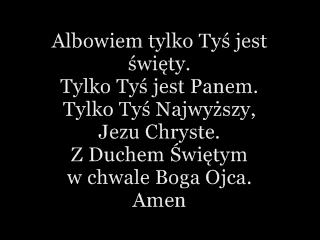 Albowiem tylko Tyś jest
święty.
Tylko Tyś jest Panem.
Tylko Tyś Najwyższy,
Jezu Chryste.
Z Duchem Świętym
w chwale Boga Ojca.
Amen